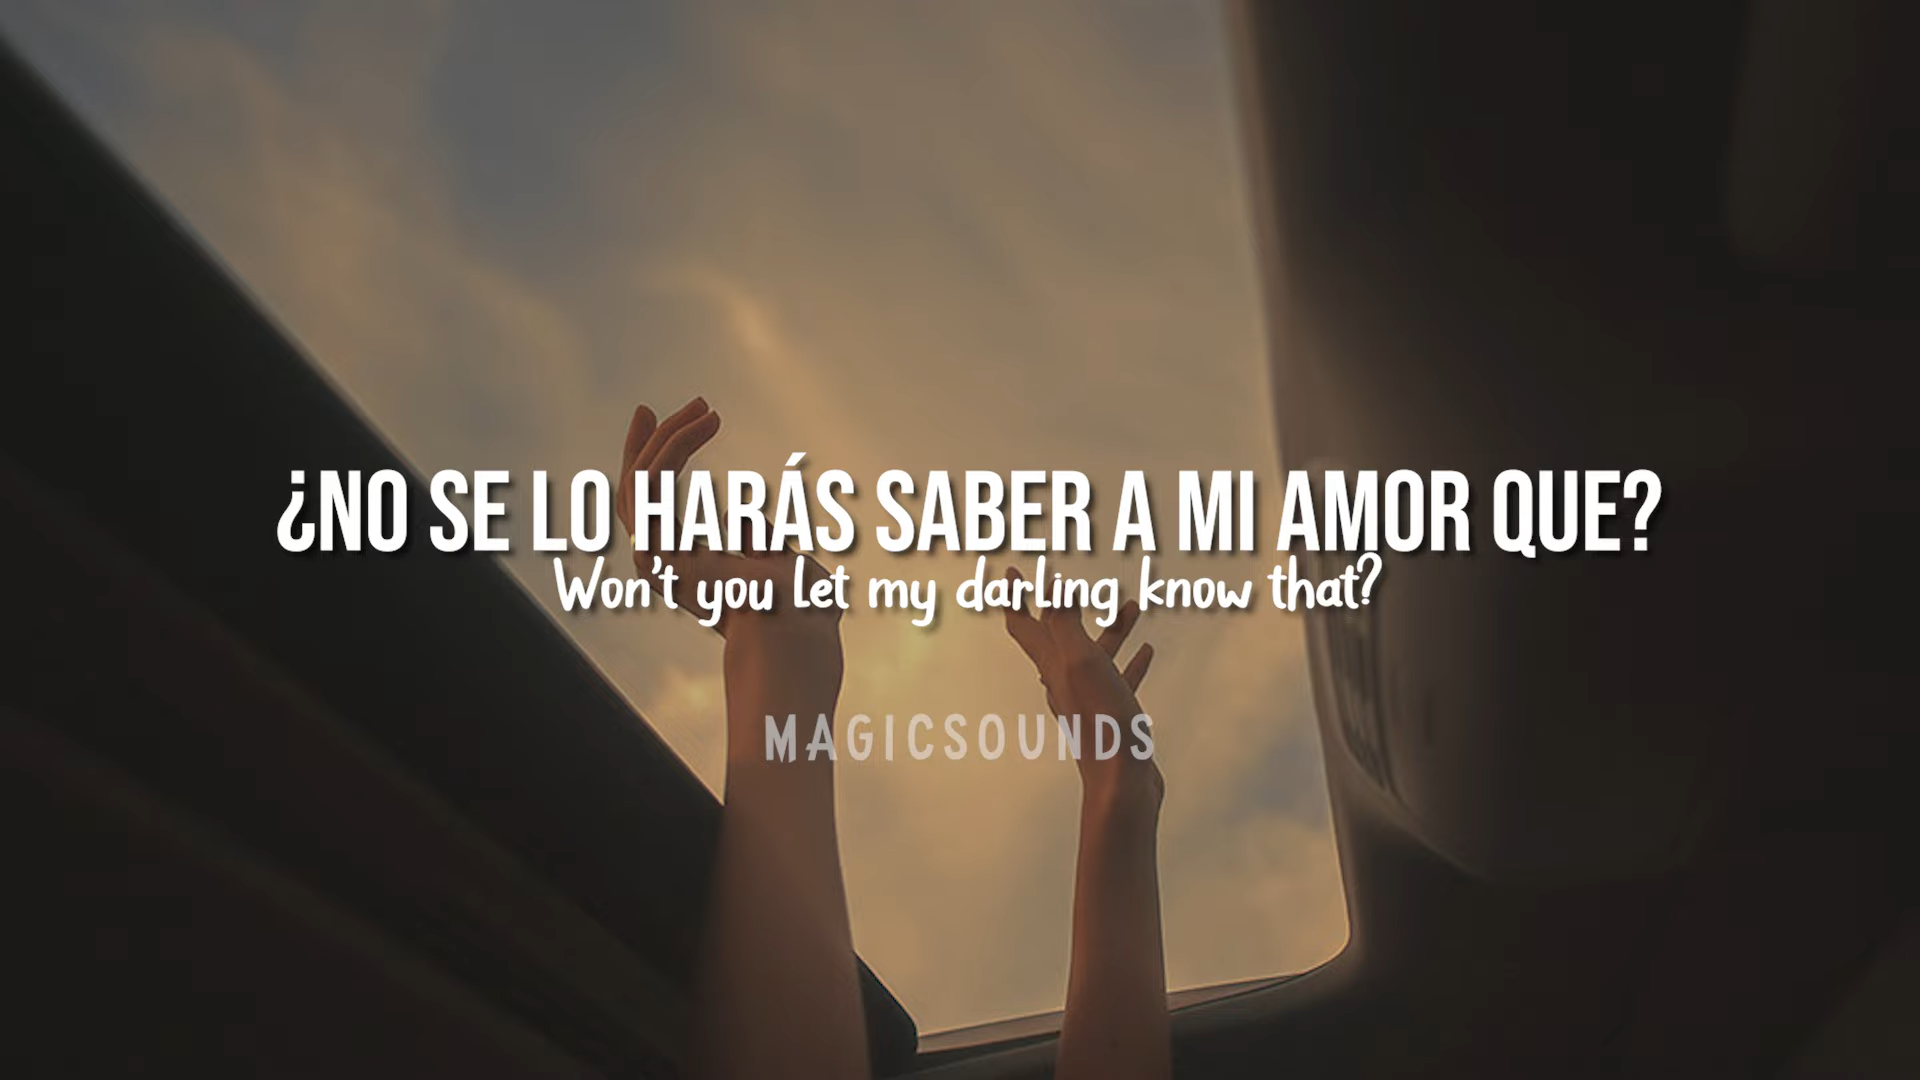 ¿NO SE LO HARÁS SABER A MI AMOR QUE?
Won't you let my darling know that?
MAGICSOUNDS